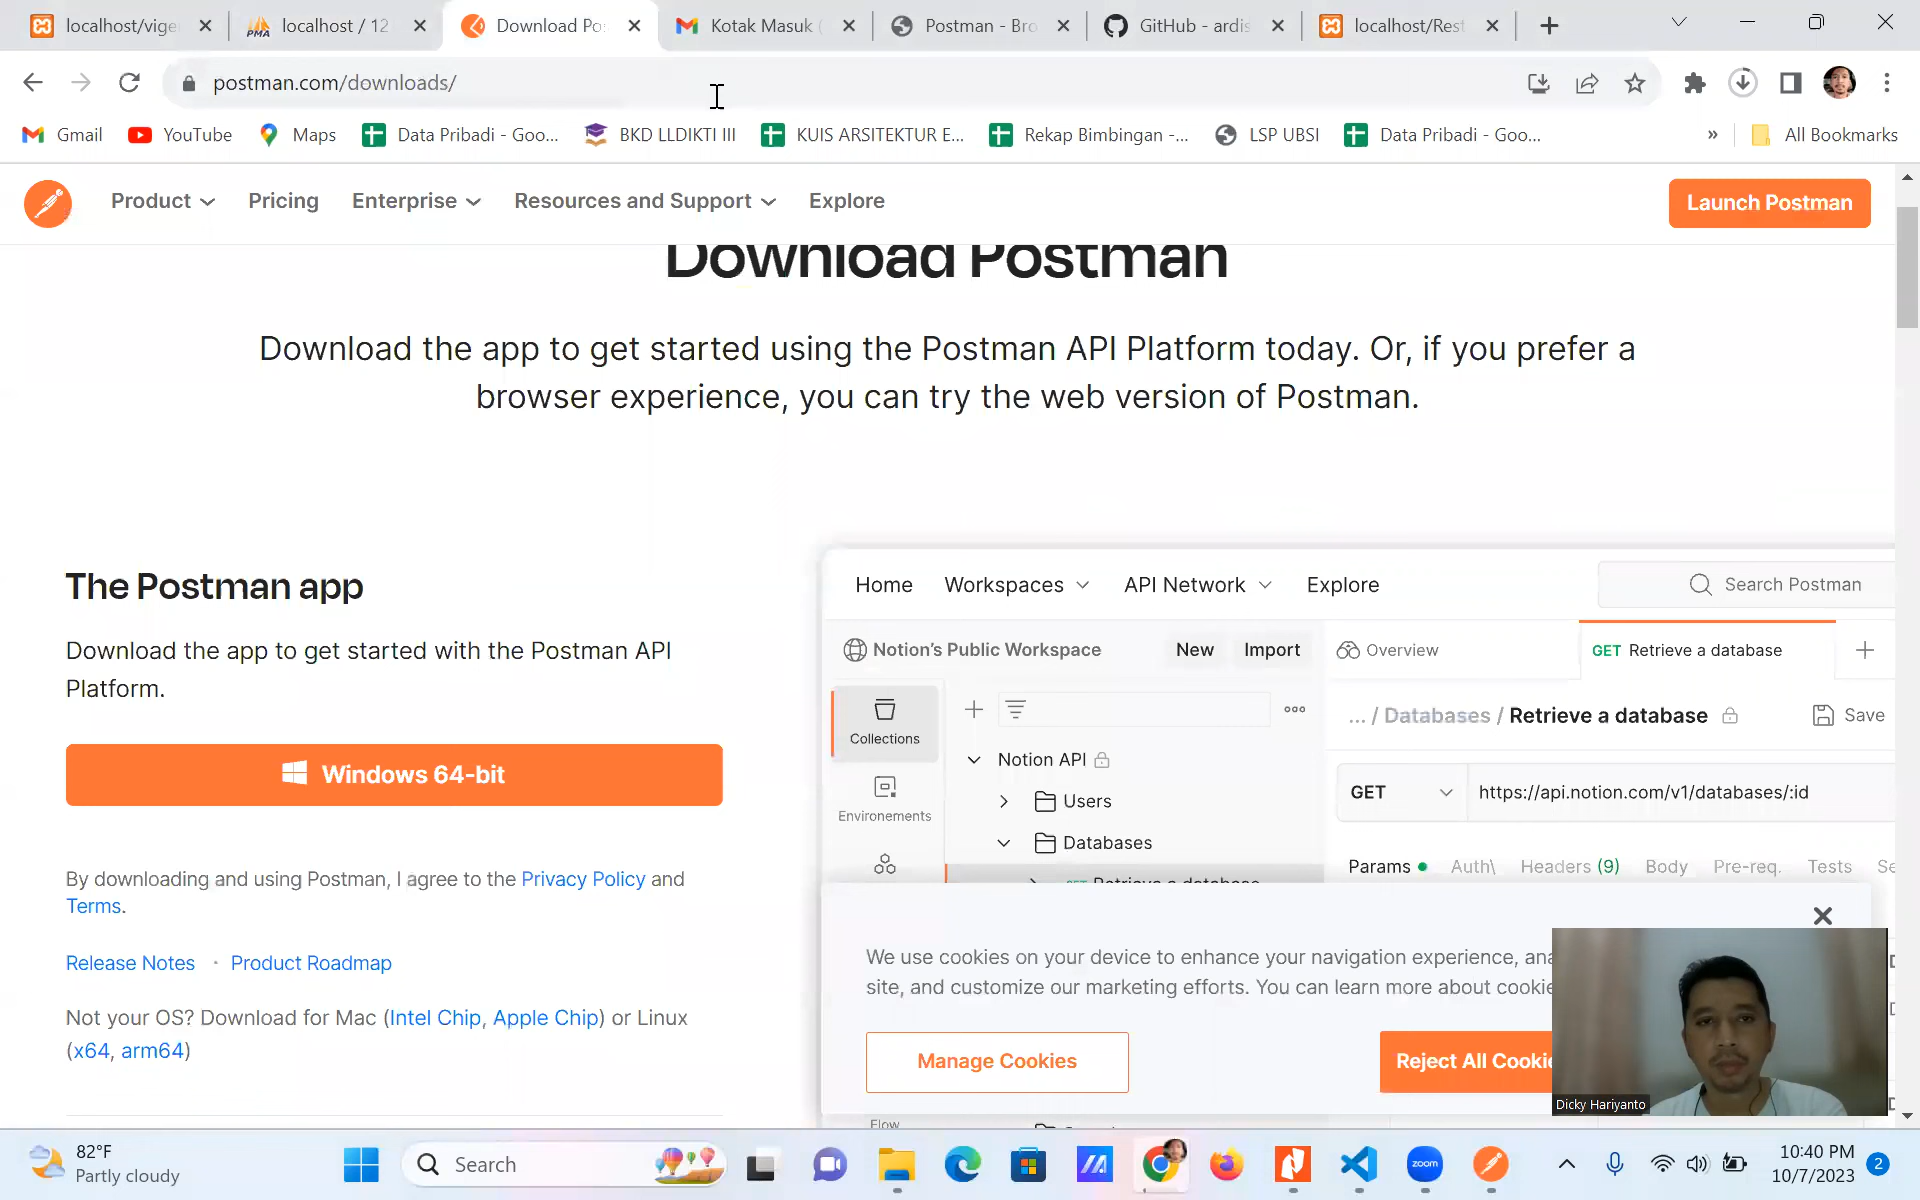 localhost/vige
localhost / 12
Download Po
Kotak Masuk (
Postman - Bro
GitHub - ardis
localhost/Rest
postman.com/downloads/
Gmail
YouTube
Maps
Data Pribadi - Goo...
BKD LLDIKTI III
KUIS ARSITEKTUR E...
Rekap Bimbingan -...
LSP UBSI
Data Pribadi - Goo...
»
All Bookmarks
Product
Pricing
Enterprise
Resources and Support
Explore
Launch Postman
Download Postman
Download the app to get started using the Postman API Platform today. Or, if you prefer a
browser experience, you can try the web version of Postman.
The Postman app
Download the app to get started with the Postman API
Platform.
Windows 64-bit
By downloading and using Postman, I agree to the Privacy Policy and
Terms.
Release Notes · Product Roadmap
Not your OS? Download for Mac (Intel Chip, Apple Chip) or Linux
(x64, arm64)
Home
Workspaces
API Network
Explore
Search Postman
Notion's Public Workspace
New
Import
Overview
GET Retrieve a database
Collections
... / Databases / Retrieve a database
Save
Notion API
Users
Databases
Retrieve a database
Environements
GET
https://api.notion.com/v1/databases/:id
Params
Auth\
Headers (9)
Body
Pre-req.
Tests
Se
We use cookies on your device to enhance your navigation experience, ana
site, and customize our marketing efforts. You can learn more about cookie
Manage Cookies
Reject All Cookie
Flow
Dicky Hariyanto
82°F
Partly cloudy
Search
zoom
10:40 PM
10/7/2023
2